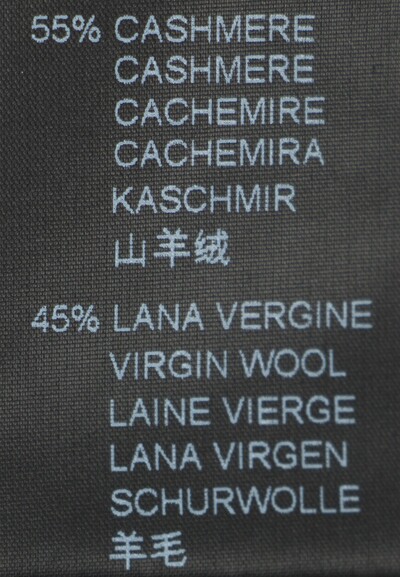 55% CASHMERE
CASHMERE
CACHEMIRE
CACHEMIRA
KASCHMIR
山羊绒
45% LANA VERGINE
VIRGIN WOOL
LAINE VIERGE
LANA VIRGEN
SCHURWOLLE
羊毛